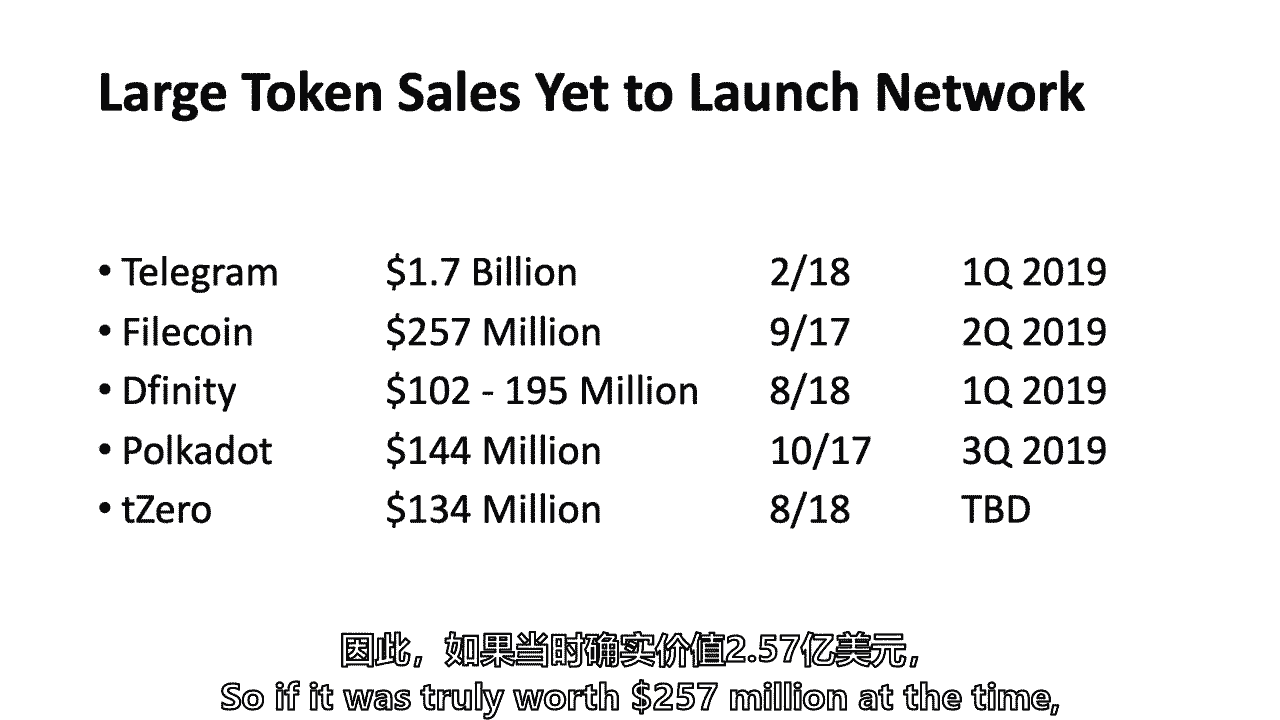 Large Token Sales Yet to Launch Network
• Telegram $1.7 Billion 2/18 1Q 2019
• Filecoin $257 Million 9/17 2Q 2019
• Dfinity $102 - 195 Million 8/18 1Q 2019
• Polkadot $144 Million 10/17 3Q 2019
• tZero $134 Million 8/18 TBD
因此，如果当时确实价值2.57亿美元，
So if it was truly worth $257 million at the time,